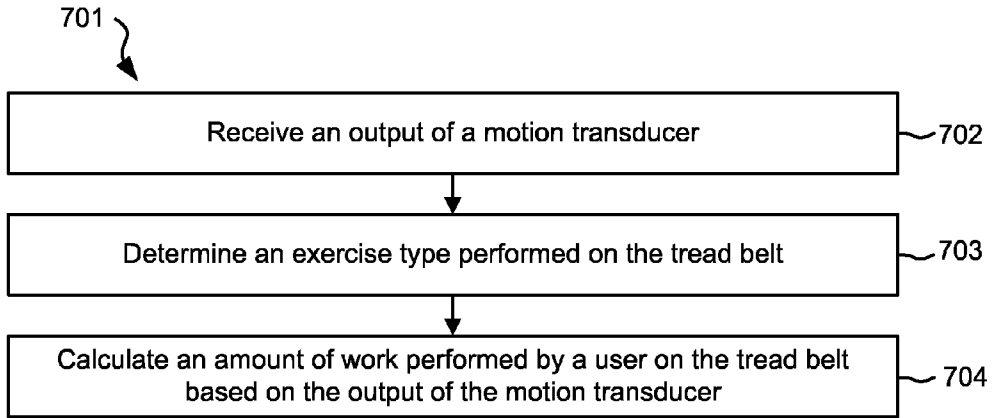 701
Receive an output of a motion transducer
702
Determine an exercise type performed on the tread belt
703
Calculate an amount of work performed by a user on the tread belt
based on the output of the motion transducer
704